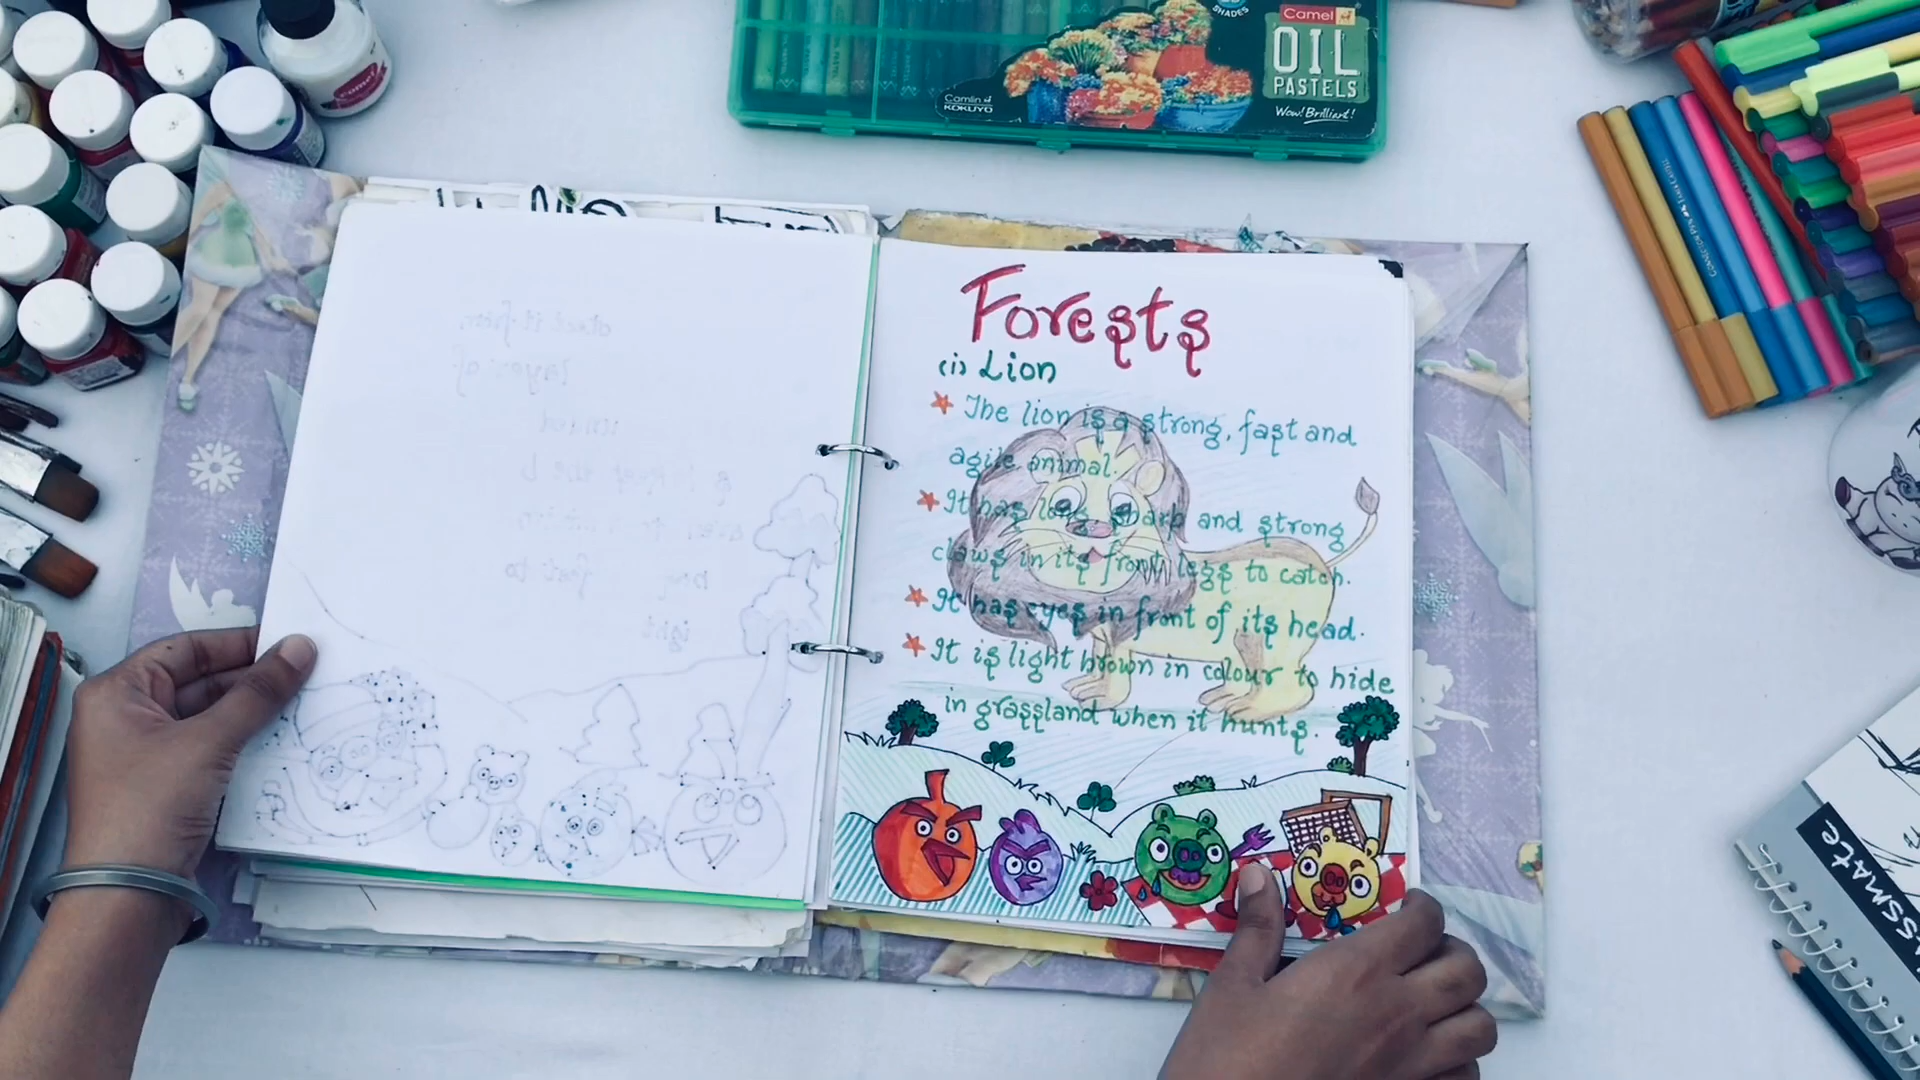 SHADES
Camel
OIL
PASTELS
Wow! Brilliant!
Camlin
KOKUYO
Forests
(i) Lion
The lion is a strong, fast and
agile animal.
It has long, sharp and strong
claws in its front legs to catch.
It has eyes in front of its head.
It is light brown in colour to hide
in grassland when it hunts.